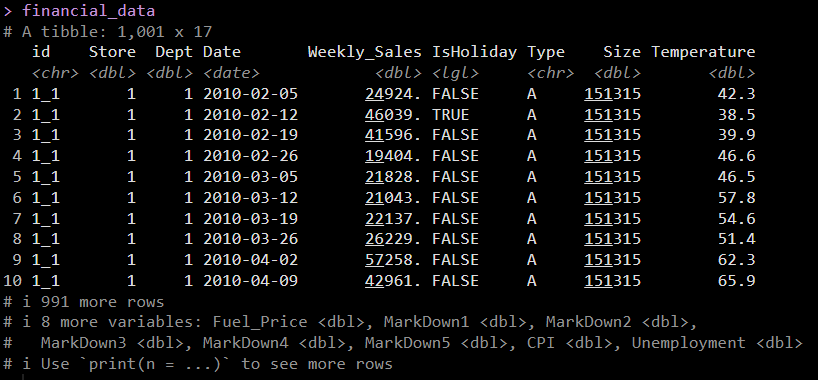 > financial_data
# A tibble: 1,001 x 17
   id    Store  Dept Date       Weekly_Sales IsHoliday Type    Size Temperature
   <chr> <dbl> <dbl> <date>            <dbl> <lgl>     <chr>  <dbl>       <dbl>
 1 1_1       1     1 2010-02-05       24924. FALSE     A     151315        42.3
 2 1_1       1     1 2010-02-12       46039. TRUE      A     151315        38.5
 3 1_1       1     1 2010-02-19       41596. FALSE     A     151315        39.9
 4 1_1       1     1 2010-02-26       19404. FALSE     A     151315        46.6
 5 1_1       1     1 2010-03-05       21828. FALSE     A     151315        46.5
 6 1_1       1     1 2010-03-12       21043. FALSE     A     151315        57.8
 7 1_1       1     1 2010-03-19       22137. FALSE     A     151315        54.6
 8 1_1       1     1 2010-03-26       26229. FALSE     A     151315        51.4
 9 1_1       1     1 2010-04-02       57258. FALSE     A     151315        62.3
10 1_1       1     1 2010-04-09       42961. FALSE     A     151315        65.9
# i 991 more rows
# i 8 more variables: Fuel_Price <dbl>, MarkDown1 <dbl>, MarkDown2 <dbl>,
#   MarkDown3 <dbl>, MarkDown4 <dbl>, MarkDown5 <dbl>, CPI <dbl>, Unemployment <dbl>
# i Use `print(n = ...)` to see more rows